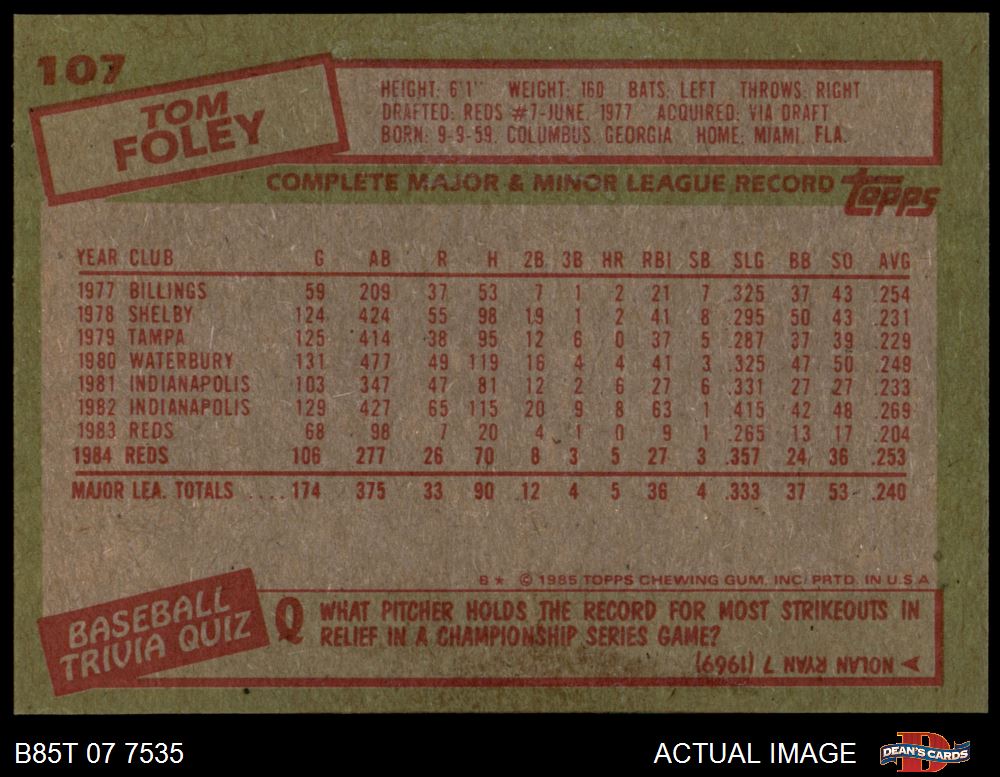 107
TOM
FOLEY
HEIGHT: 6'1" WEIGHT: 160 BATS: LEFT THROWS: RIGHT
DRAFTED: REDS #7-JUNE, 1977 ACQUIRED: VIA DRAFT
BORN: 9-9-59, COLUMBUS, GEORGIA HOME: MIAMI, FLA.
COMPLETE MAJOR & MINOR LEAGUE RECORD
Topps
YEAR CLUB G AB R H 2B 3B HR RBI SB SLG BB SO AVG
1977 BILLINGS 59 209 37 53 7 1 2 21 7 .325 37 43 .254
1978 SHELBY 124 424 55 98 19 1 2 41 8 .295 50 43 .231
1979 TAMPA 125 414 38 95 12 6 0 37 5 .287 37 39 .229
1980 WATERBURY 131 477 49 119 16 4 4 41 3 .325 47 50 .249
1981 INDIANAPOLIS 103 347 47 81 12 2 6 27 6 .331 27 27 .233
1982 INDIANAPOLIS 129 427 65 115 20 9 8 63 1 .415 42 48 .269
1983 REDS 68 98 7 20 4 1 0 9 1 .265 13 17 .204
1984 REDS 106 277 26 70 8 3 5 27 3 .357 24 36 .253
MAJOR LEA. TOTALS .... 174 375 33 90 12 4 5 36 4 .333 37 53 .240
B★ © 1985 TOPPS CHEWING GUM, INC. PRTD. IN U.S.A
BASEBALL
TRIVIA QUIZ
Q WHAT PITCHER HOLDS THE RECORD FOR MOST STRIKEOUTS IN
RELIEF IN A CHAMPIONSHIP SERIES GAME?
➤ NOLAN RYAN 7 (1969)
B85T 07 7535
ACTUAL IMAGE
DEAN'S CARDS